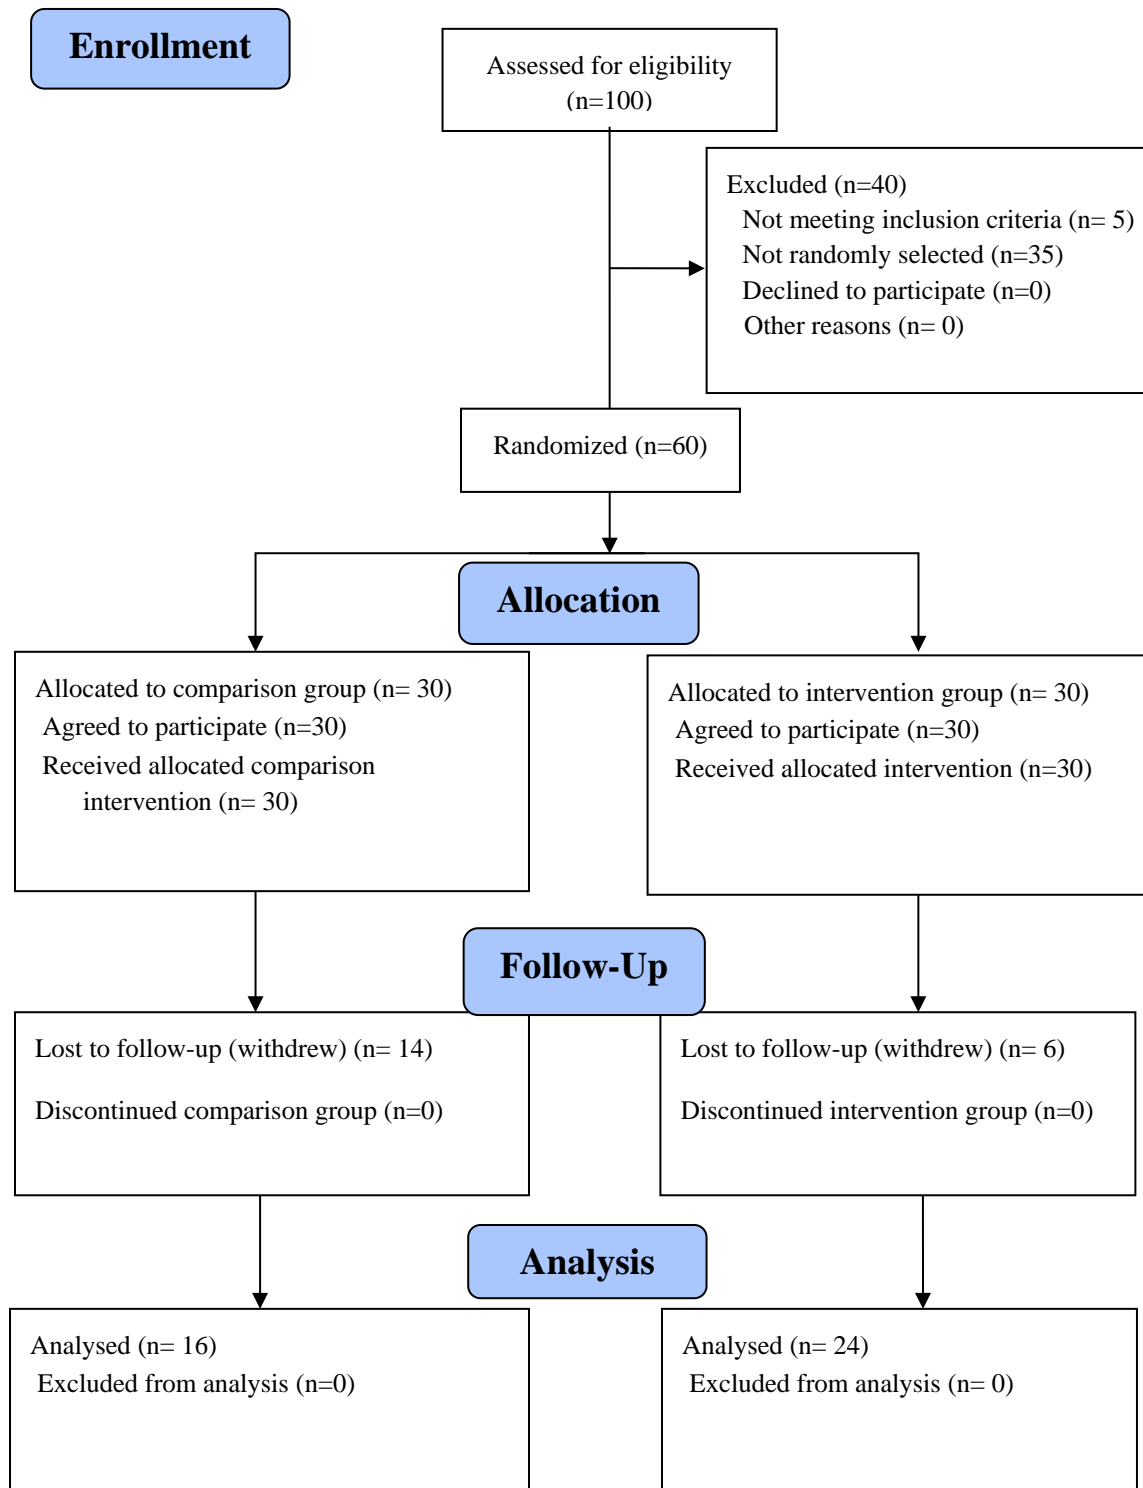 Enrollment
Assessed for eligibility
(n=100)
Excluded (n=40)
Not meeting inclusion criteria (n= 5)
Not randomly selected (n=35)
Declined to participate (n=0)
Other reasons (n= 0)
Randomized (n=60)
Allocation
Allocated to comparison group (n= 30)
Agreed to participate (n=30)
Received allocated comparison
intervention (n= 30)
Allocated to intervention group (n= 30)
Agreed to participate (n=30)
Received allocated intervention (n=30)
Follow-Up
Lost to follow-up (withdrew) (n= 14)
Discontinued comparison group (n=0)
Lost to follow-up (withdrew) (n= 6)
Discontinued intervention group (n=0)
Analysis
Analysed (n= 16)
Excluded from analysis (n=0)
Analysed (n= 24)
Excluded from analysis (n= 0)